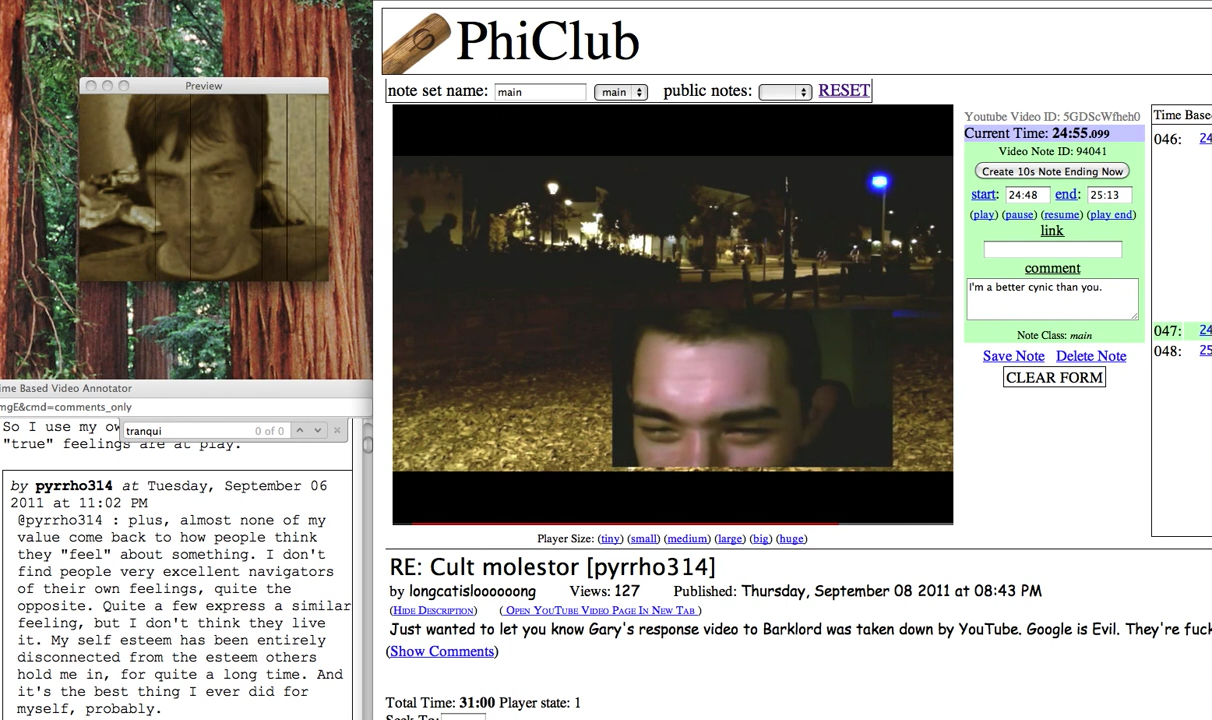 Preview
ime Based Video Annotator
mgE&cmd=comments_only
So I use my ow
tranqui
0 of 0
"true" feelings are at play.
by pyrrho314 at Tuesday, September 06
2011 at 11:02 PM
@pyrrho314 : plus, almost none of my
value come back to how people think
they "feel" about something. I don't
find people very excellent navigators
of their own feelings, quite the
opposite. Quite a few express a similar
feeling, but I don't think they live
it. My self esteem has been entirely
disconnected from the esteem others
hold me in, for quite a long time. And
it's the best thing I ever did for
myself, probably.
PhiClub
note set name: main main public notes: RESET
Youtube Video ID: 5GDScWfheh0
Current Time: 24:55.099
Video Note ID: 94041
Create 10s Note Ending Now
start: 24:48 end: 25:13
(play) (pause) (resume) (play end)
link
comment
I'm a better cynic than you.
Note Class: main
Save Note Delete Note
CLEAR FORM
Time Base
046: 24
047: 24
048: 25
Player Size: (tiny) (small) (medium) (large) (big) (huge)
RE: Cult molestor [pyrrho314]
by longcatisloooooong Views: 127 Published: Thursday, September 08 2011 at 08:43 PM
(HIDE DESCRIPTION) ( OPEN YOUTUBE VIDEO PAGE IN NEW TAB )
Just wanted to let you know Gary's response video to Barklord was taken down by YouTube. Google is Evil. They're fuck
(Show Comments)
Total Time: 31:00 Player state: 1
Seek To: